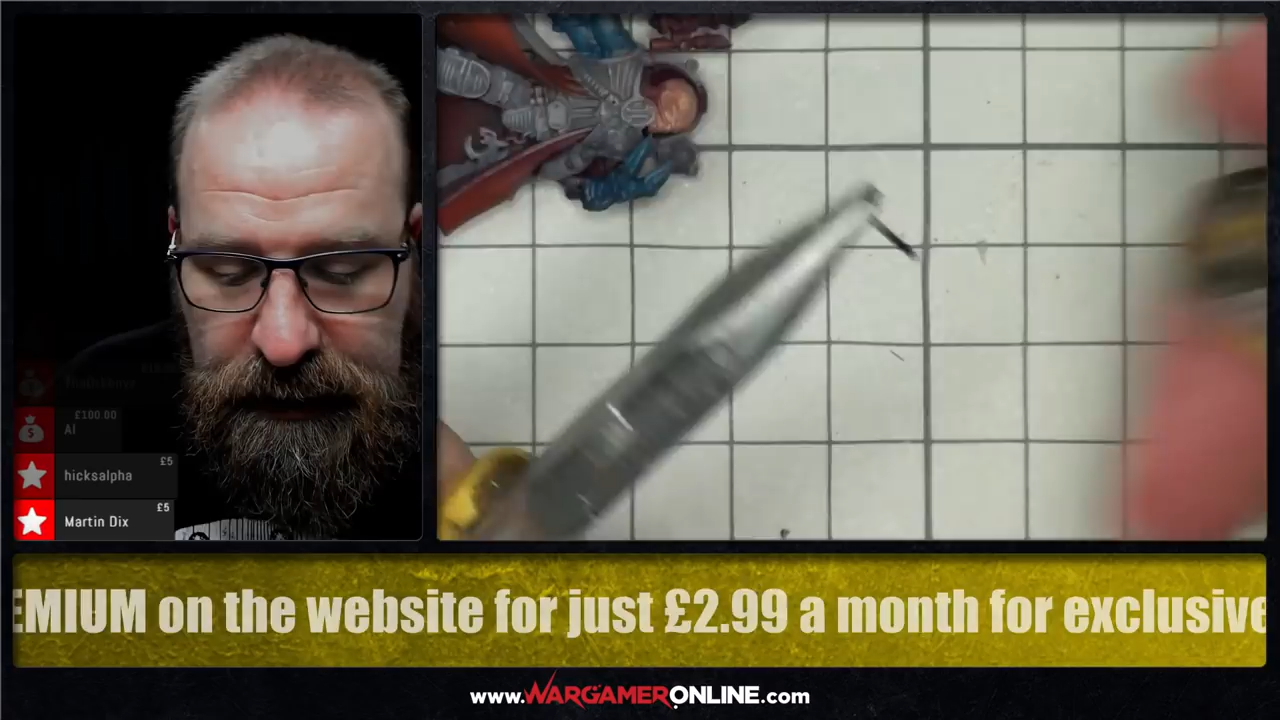 £100.00
Al
£5
hicksalpha
£5
Martin Dix
EMIUM on the website for just £2.99 a month for exclusive
www.WARGAMERONLINE.com